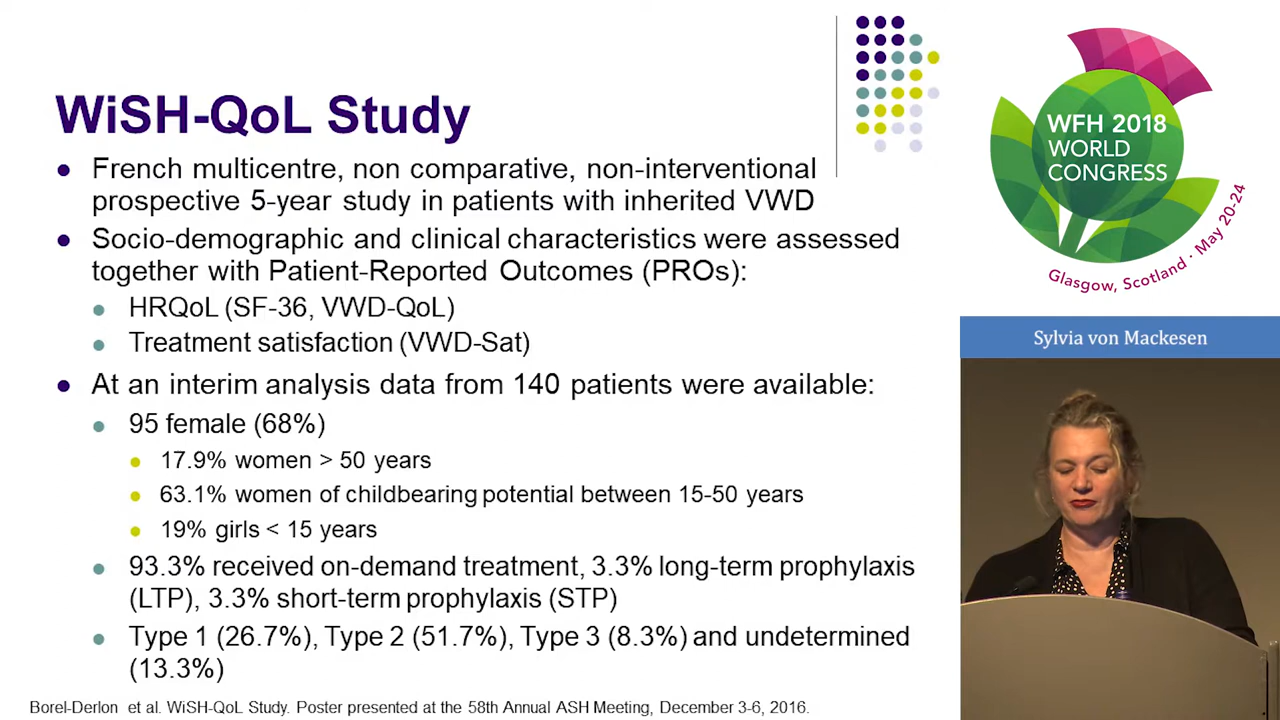 WiSH-QoL Study
French multicentre, non comparative, non-interventional
prospective 5-year study in patients with inherited VWD
Socio-demographic and clinical characteristics were assessed
together with Patient-Reported Outcomes (PROs):
HRQoL (SF-36, VWD-QoL)
Treatment satisfaction (VWD-Sat)
At an interim analysis data from 140 patients were available:
95 female (68%)
17.9% women > 50 years
63.1% women of childbearing potential between 15-50 years
19% girls < 15 years
93.3% received on-demand treatment, 3.3% long-term prophylaxis
(LTP), 3.3% short-term prophylaxis (STP)
Type 1 (26.7%), Type 2 (51.7%), Type 3 (8.3%) and undetermined
(13.3%)
Borel-Derlon et al. WiSH-QoL Study. Poster presented at the 58th Annual ASH Meeting, December 3-6, 2016.
WFH 2018
WORLD
CONGRESS
Glasgow, Scotland · May 20-24
Sylvia von Mackesen